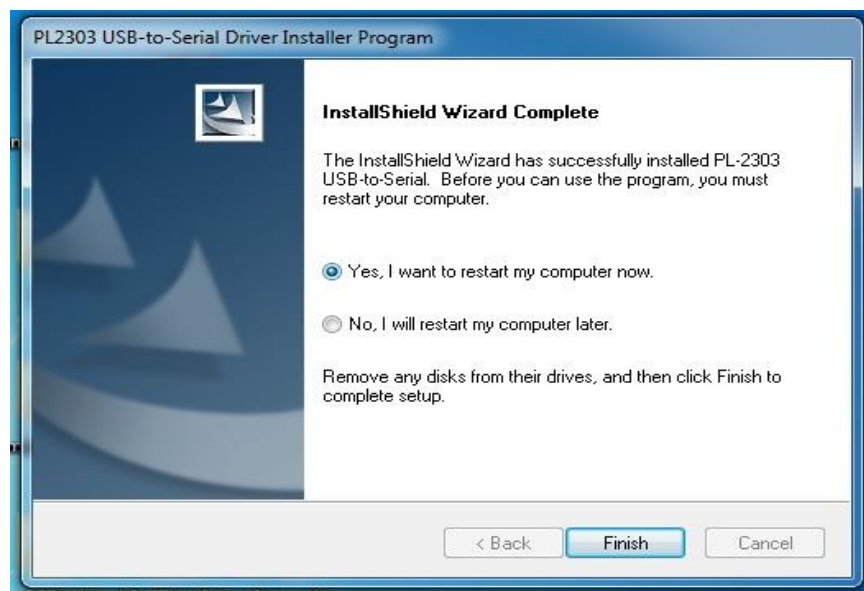 PL2303 USB-to-Serial Driver Installer Program
InstallShield Wizard Complete
The InstallShield Wizard has successfully installed PL-2303
USB-to-Serial. Before you can use the program, you must
restart your computer.
Yes, I want to restart my computer now.
No, I will restart my computer later.
Remove any disks from their drives, and then click Finish to
complete setup.
< Back
Finish
Cancel